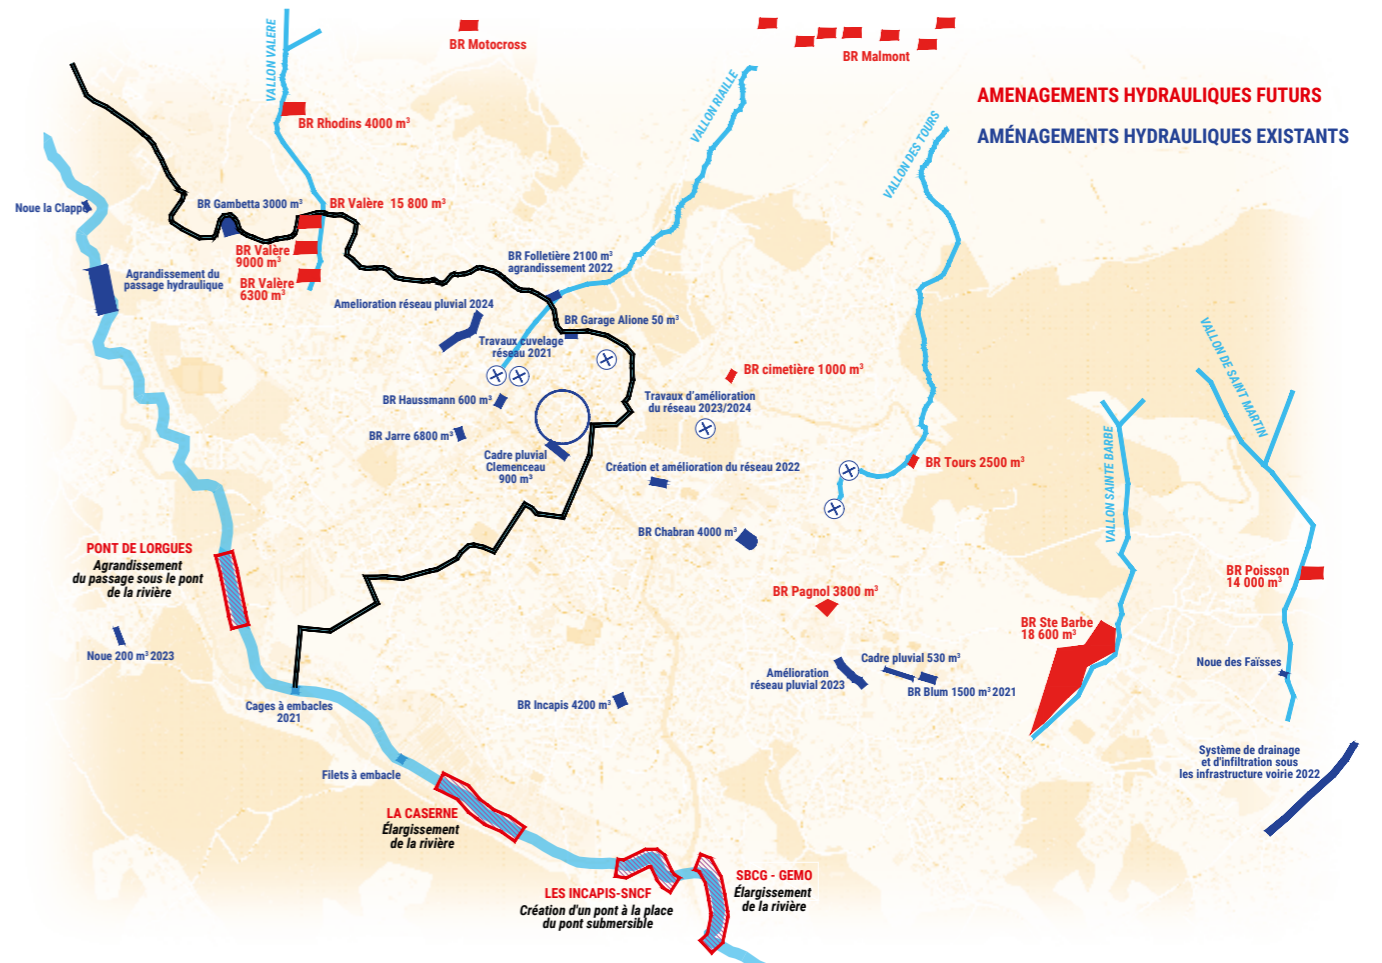 VALLON VALERE
BR Motocross
BR Malmont
VALLON RIAILLE
AMENAGEMENTS HYDRAULIQUES FUTURS
AMÉNAGEMENTS HYDRAULIQUES EXISTANTS
BR Rhodins 4000 m³
VALLON DES TOURS
Noue la Clappe
BR Gambetta 3000 m³
BR Valère 15 800 m³
BR Valère
9000 m³
BR Valère
6300 m³
Agrandissement du
passage hydraulique
BR Folletière 2100 m³
agrandissement 2022
Amelioration réseau pluvial 2024
BR Garage Alione 50 m³
Travaux cuvelage
réseau 2021
VALLON DE SAINT MARTIN
BR cimetière 1000 m³
BR Haussmann 600 m³
Travaux d'amélioration
du réseau 2023/2024
BR Jarre 6800 m³
Cadre pluvial
Clemenceau
900 m³
Création et amélioration du réseau 2022
BR Tours 2500 m³
VALLON SAINTE BARBE
BR Chabran 4000 m³
PONT DE LORGUES
Agrandissement
du passage sous le pont
de la rivière
BR Poisson
14 000 m³
BR Pagnol 3800 m³
BR Ste Barbe
18 600 m³
Noue 200 m³ 2023
Cadre pluvial 530 m³
Noue des Faïsses
Amélioration
réseau pluvial 2023
BR Blum 1500 m³ 2021
Cages à embacles
2021
BR Incapis 4200 m³
Système de drainage
et d'infiltration sous
les infrastructure voirie 2022
Filets à embacle
LA CASERNE
Élargissement
de la rivière
LES INCAPIS-SNCF
Création d'un pont à la place
du pont submersible
SBCG - GEMO
Élargissement
de la rivière